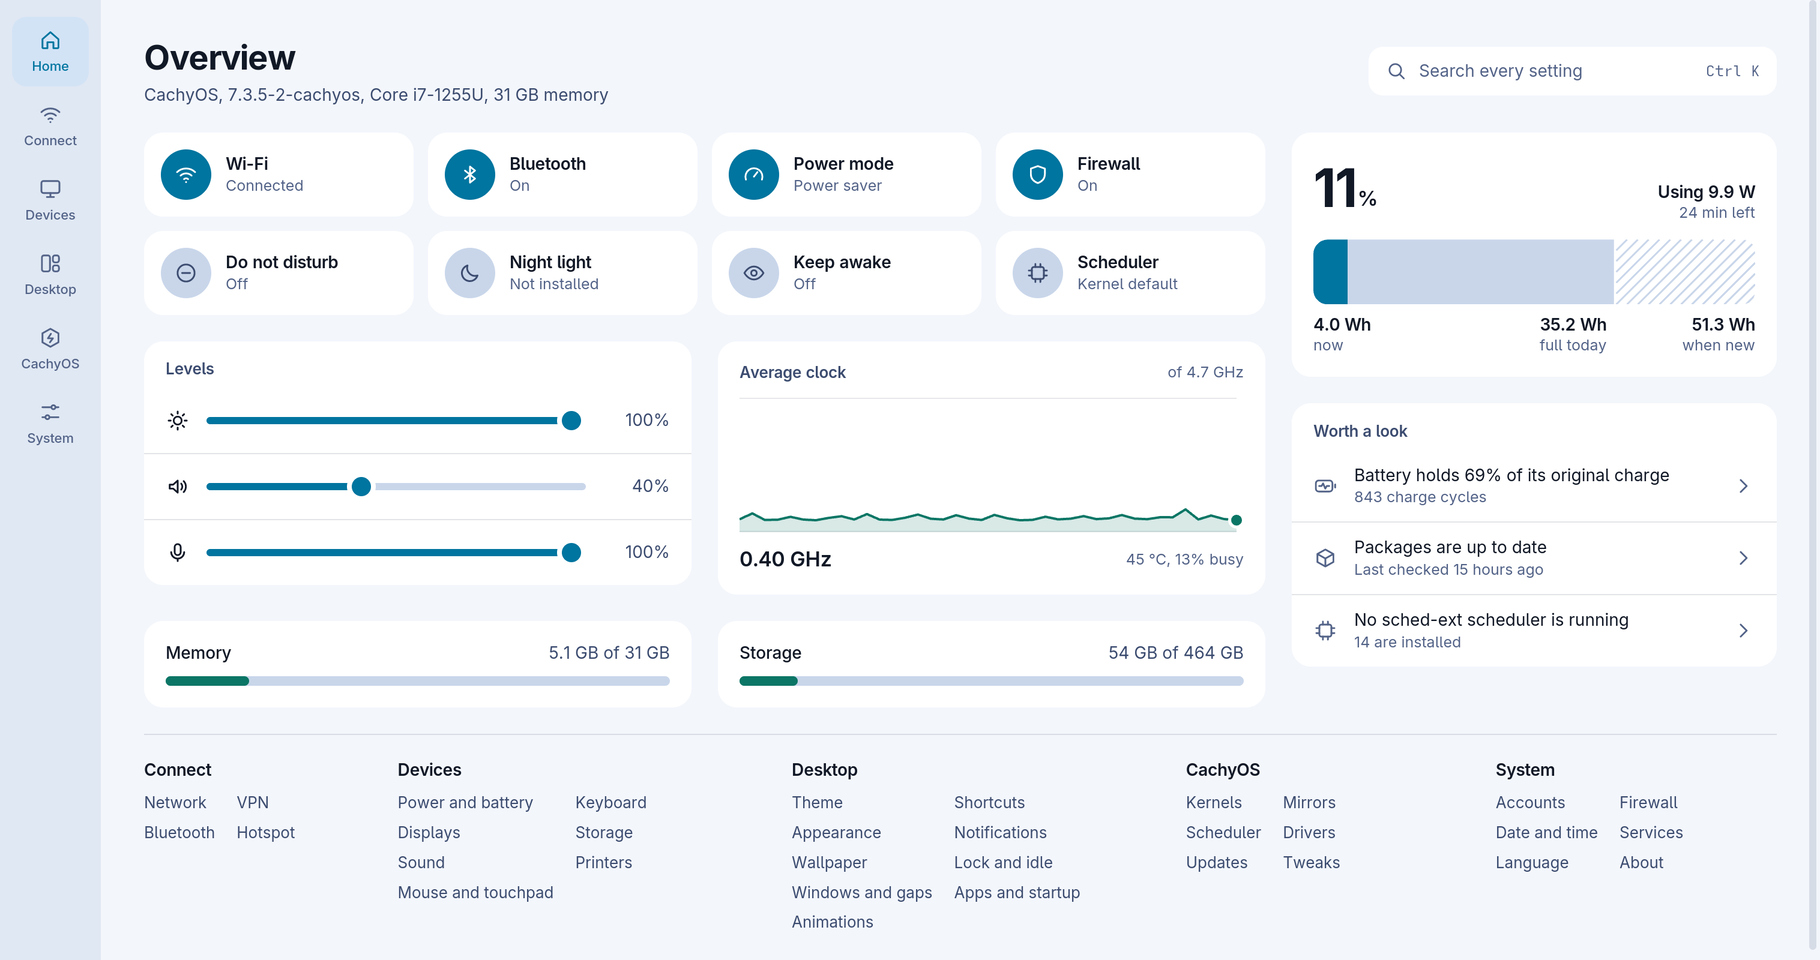 Home
Connect
Devices
Desktop
CachyOS
System
Overview
CachyOS, 7.3.5-2-cachyos, Core i7-1255U, 31 GB memory
Search every setting
Ctrl K
Wi-Fi
Connected
Bluetooth
On
Power mode
Power saver
Firewall
On
Do not disturb
Off
Night light
Not installed
Keep awake
Off
Scheduler
Kernel default
11%
Using 9.9 W
24 min left
4.0 Wh
now
35.2 Wh
full today
51.3 Wh
when new
Levels
100%
40%
100%
Average clock
of 4.7 GHz
0.40 GHz
45 °C, 13% busy
Worth a look
Battery holds 69% of its original charge
843 charge cycles
Packages are up to date
Last checked 15 hours ago
No sched-ext scheduler is running
14 are installed
Memory
5.1 GB of 31 GB
Storage
54 GB of 464 GB
Connect
Network
VPN
Bluetooth
Hotspot
Devices
Power and battery
Keyboard
Displays
Storage
Sound
Printers
Mouse and touchpad
Desktop
Theme
Shortcuts
Appearance
Notifications
Wallpaper
Lock and idle
Windows and gaps
Apps and startup
Animations
CachyOS
Kernels
Mirrors
Scheduler
Drivers
Updates
Tweaks
System
Accounts
Firewall
Date and time
Services
Language
About